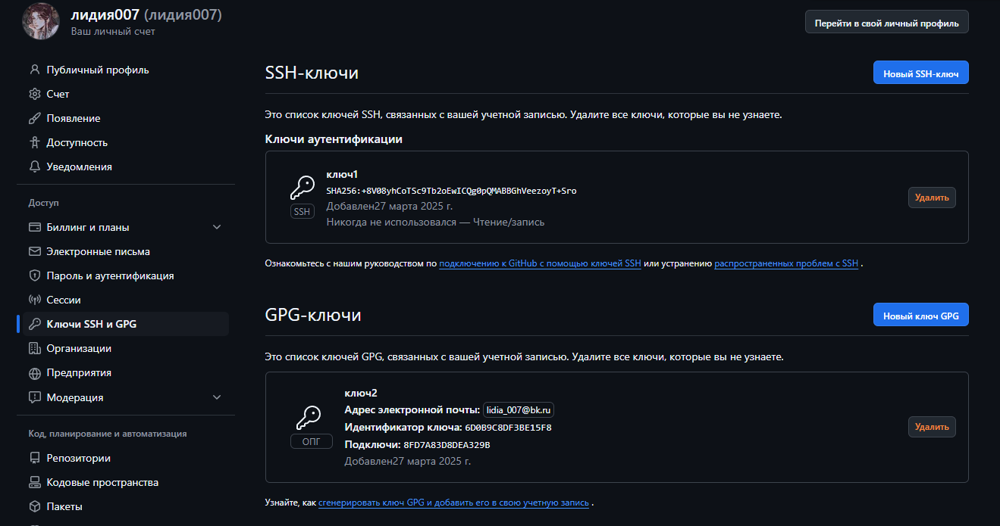 лидия007 (лидия007)
Ваш личный счет
Перейти в свой личный профиль
Публичный профиль
Счет
Появление
Доступность
Уведомления
Доступ
Биллинг и планы
Электронные письма
Пароль и аутентификация
Сессии
Ключи SSH и GPG
Организации
Предприятия
Модерация
Код, планирование и автоматизация
Репозитории
Кодовые пространства
Пакеты
SSH-ключи
Новый SSH-ключ
Это список ключей SSH, связанных с вашей учетной записью. Удалите все ключи, которые вы не узнаете.
Ключи аутентификации
ключ1
SHA256:+8V08yhCoTSc9Tb2oEwICQg0pQMABBGhVeezoyT+Sro
SSH
Добавлен27 марта 2025 г.
Никогда не использовался — Чтение/запись
Удалить
Ознакомьтесь с нашим руководством по подключению к GitHub с помощью ключей SSH или устранению распространенных проблем с SSH .
GPG-ключи
Новый ключ GPG
Это список ключей GPG, связанных с вашей учетной записью. Удалите все ключи, которые вы не узнаете.
ключ2
Адрес электронной почты: lidia_007@bk.ru
Идентификатор ключа: 6D0B9C8DF3BE15F8
ОПГ
Подключи: 8FD7A83D8DEA329B
Добавлен27 марта 2025 г.
Удалить
Узнайте, как сгенерировать ключ GPG и добавить его в свою учетную запись .